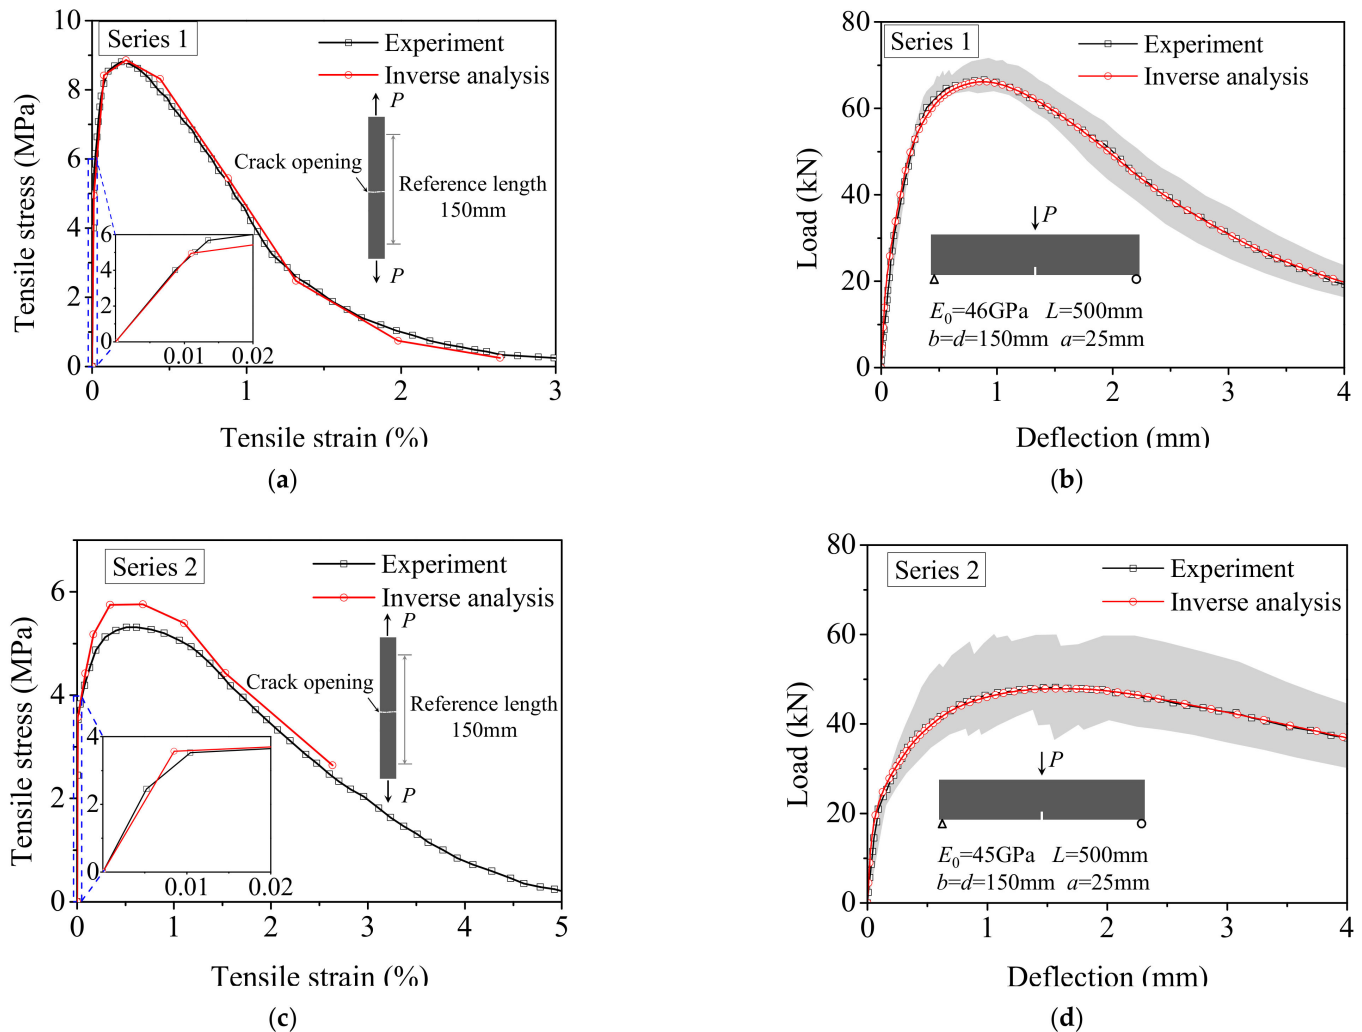 Series 1
Experiment
Inverse analysis
P
Crack opening
Reference length
150mm
P
Tensile stress (MPa)
10
8
6
4
2
0
6
4
2
0
0.01 0.02
0 1 2 3
Tensile strain (%)
(a)
Series 1
Experiment
Inverse analysis
P
E0=46GPa L=500mm
b=d=150mm a=25mm
Load (kN)
80
60
40
20
0
0 1 2 3 4
Deflection (mm)
(b)
Series 2
Experiment
Inverse analysis
P
Crack opening
Reference length
150mm
P
Tensile stress (MPa)
6
4
2
0
4
2
0
0.01 0.02
0 1 2 3 4 5
Tensile strain (%)
(c)
Series 2
Experiment
Inverse analysis
P
E0=45GPa L=500mm
b=d=150mm a=25mm
Load (kN)
80
60
40
20
0
0 1 2 3 4
Deflection (mm)
(d)